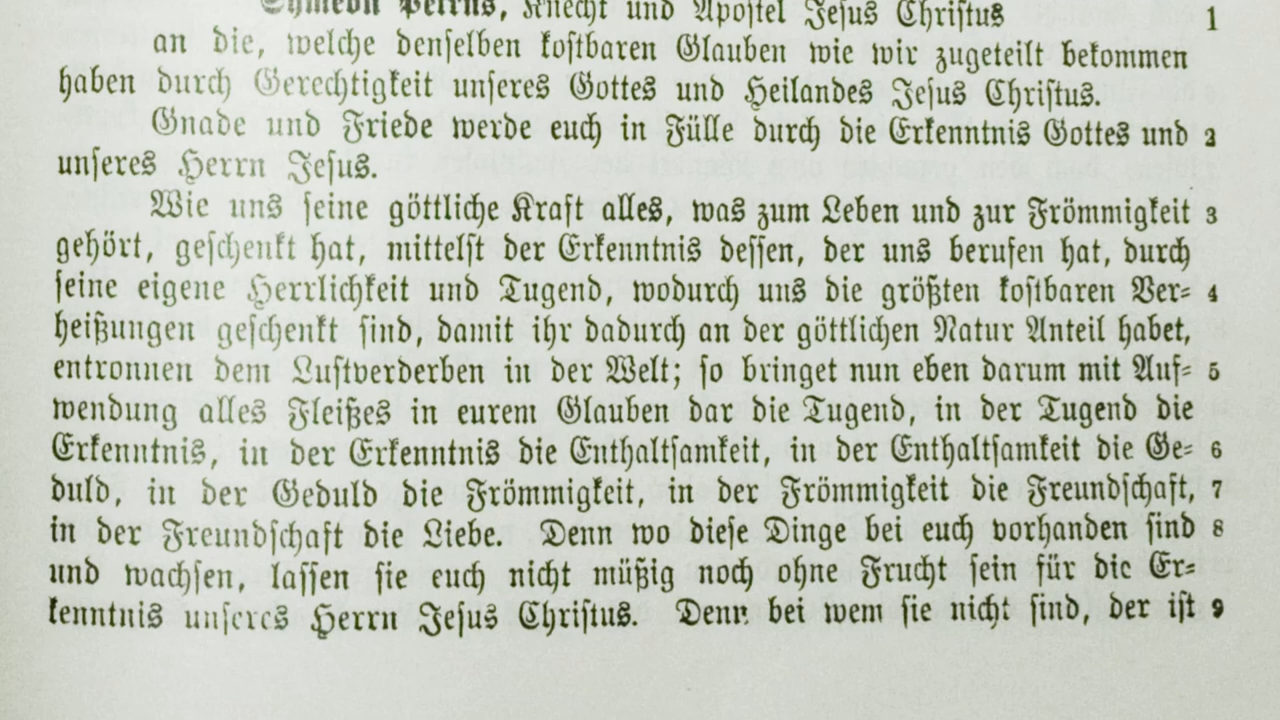 Symeon Petrus, Knecht und Apostel Jesus Christus 1
an die, welche denselben kostbaren Glauben wie wir zugeteilt bekommen
haben durch Gerechtigkeit unseres Gottes und Heilandes Jesus Christus.
Gnade und Friede werde euch in Fülle durch die Erkenntnis Gottes und 2
unseres Herrn Jesus.
Wie uns seine göttliche Kraft alles, was zum Leben und zur Frömmigkeit 3
gehört, geschenkt hat, mittelst der Erkenntnis dessen, der uns berufen hat, durch
seine eigene Herrlichkeit und Tugend, wodurch uns die größten kostbaren Ver- 4
heißungen geschenkt sind, damit ihr dadurch an der göttlichen Natur Anteil habet,
entronnen dem Lustverderben in der Welt; so bringet nun eben darum mit Auf- 5
wendung alles Fleißes in eurem Glauben dar die Tugend, in der Tugend die
Erkenntnis, in der Erkenntnis die Enthaltsamkeit, in der Enthaltsamkeit die Ge- 6
duld, in der Geduld die Frömmigkeit, in der Frömmigkeit die Freundschaft, 7
in der Freundschaft die Liebe. Denn wo diese Dinge bei euch vorhanden sind 8
und wachsen, lassen sie euch nicht müßig noch ohne Frucht sein für die Er-
kenntnis unseres Herrn Jesus Christus. Denn bei wem sie nicht sind, der ist 9